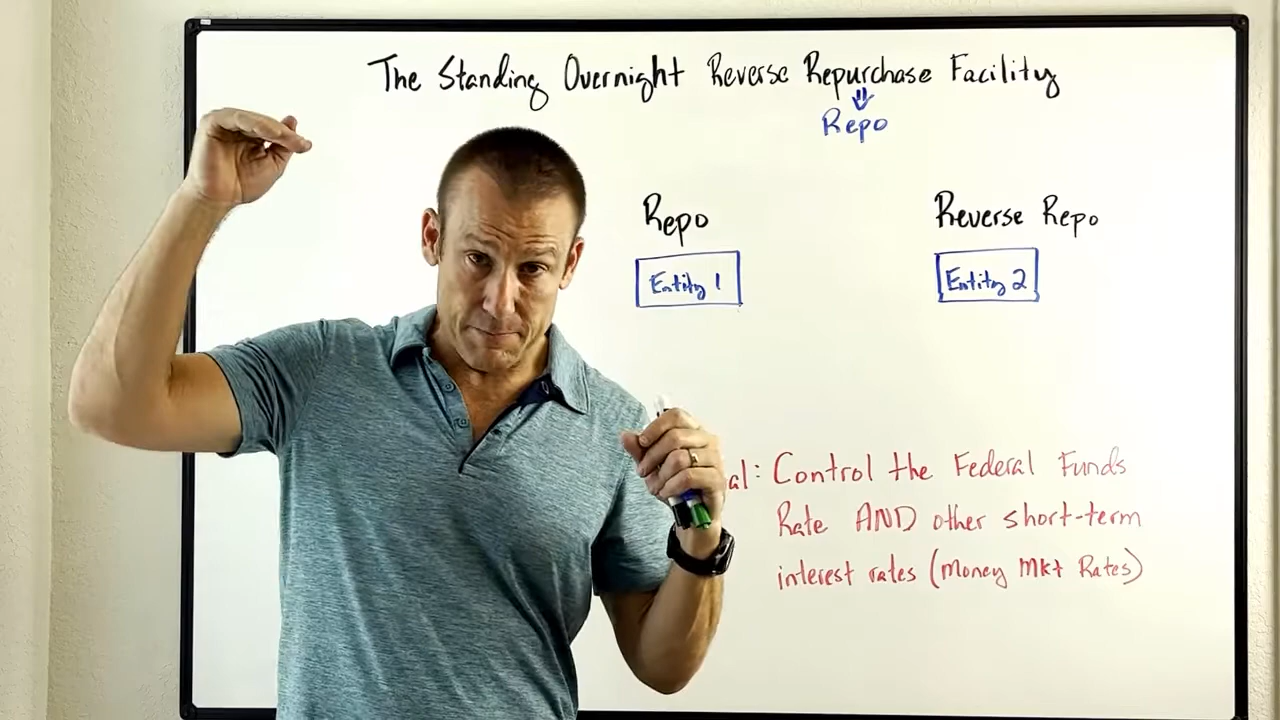 The Standing Overnight Reverse Repurchase Facility
Repo
Repo Reverse Repo
Entity 1 Entity 2
al: Control the Federal Funds
Rate AND other short-term
interest rates (Money Mkt Rates)